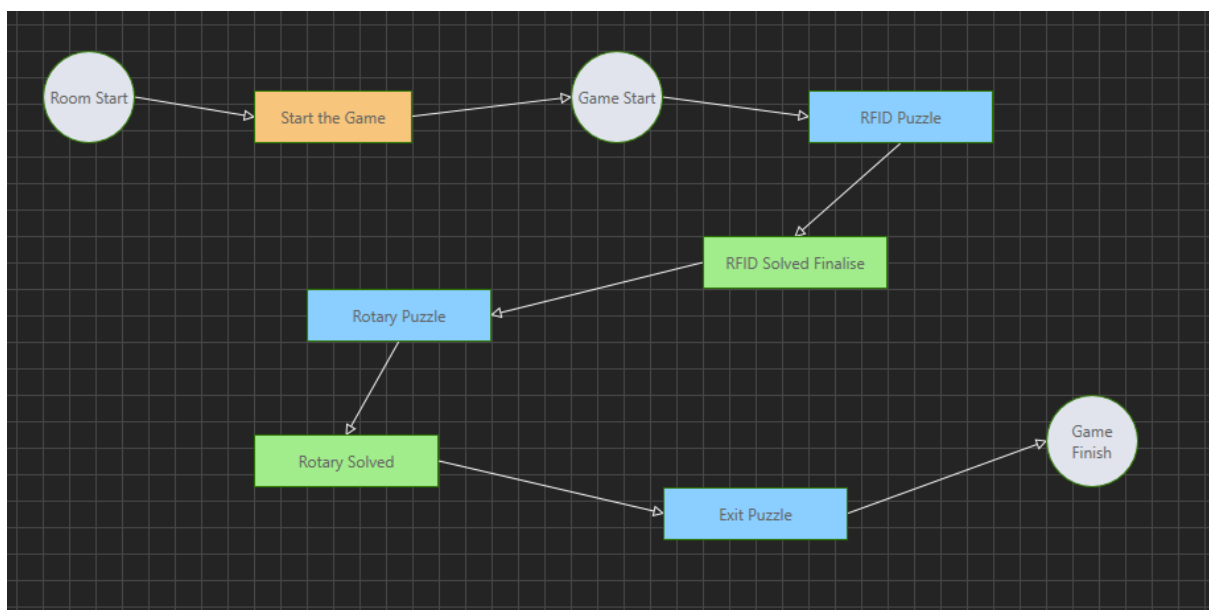 Room Start
Start the Game
Game Start
RFID Puzzle
RFID Solved Finalise
Rotary Puzzle
Rotary Solved
Exit Puzzle
Game
Finish